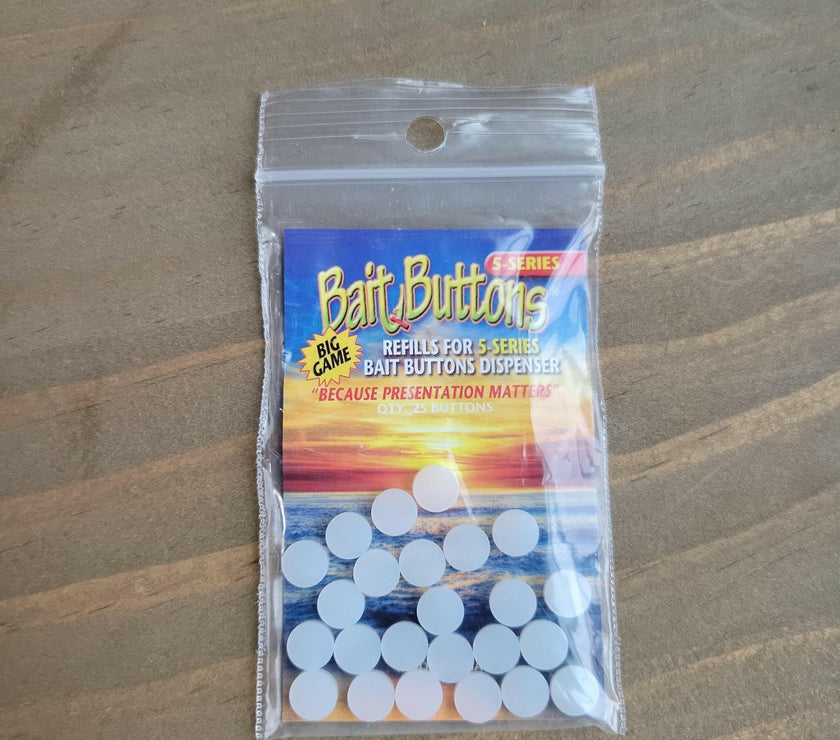 5-SERIES
Bait Buttons®
BIG GAME
REFILLS FOR 5-SERIES
BAIT BUTTONS DISPENSER
"BECAUSE PRESENTATION MATTERS"
QTY. 25 BUTTONS